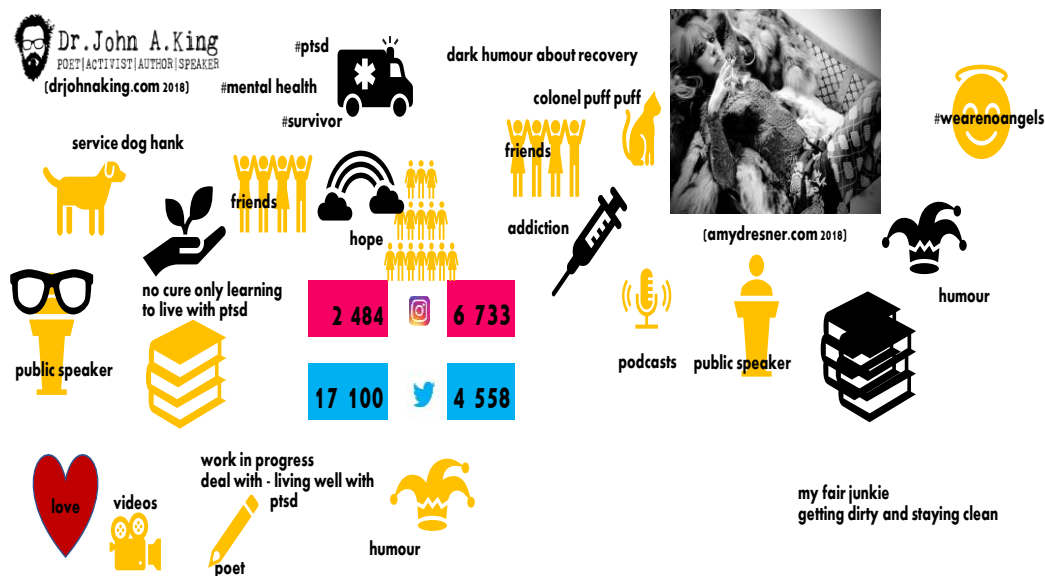 Dr. John A. King
POET|ACTIVIST|AUTHOR|SPEAKER
(drjohnaking.com 2018)
#ptsd
#mental health
#survivor
service dog hank
friends
hope
no cure only learning
to live with ptsd
public speaker
2 484
6 733
17 100
4 558
love
videos
work in progress
deal with - living well with
ptsd
poet
humour
dark humour about recovery
colonel puff puff
friends
addiction
(amydresner.com 2018)
#wearenoangels
humour
podcasts
public speaker
my fair junkie
getting dirty and staying clean